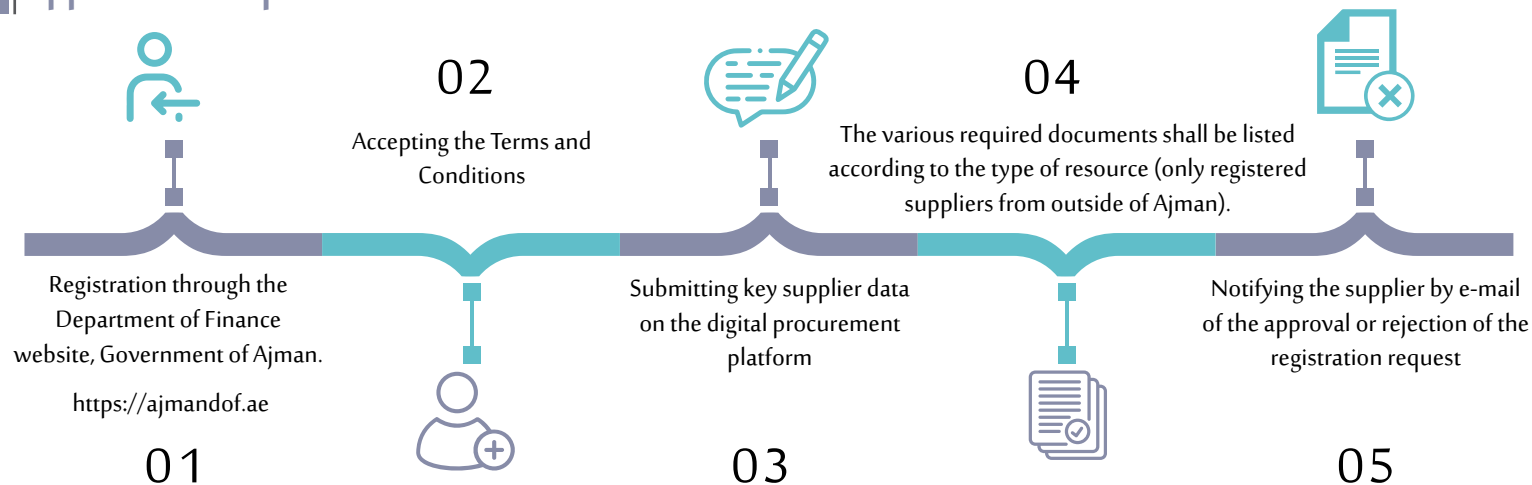 Registration through the
Department of Finance
website, Government of Ajman.
https://ajmandof.ae
01
02
Accepting the Terms and
Conditions
Submitting key supplier data
on the digital procurement
platform
03
04
The various required documents shall be listed
according to the type of resource (only registered
suppliers from outside of Ajman).
Notifying the supplier by e-mail
of the approval or rejection of the
registration request
05